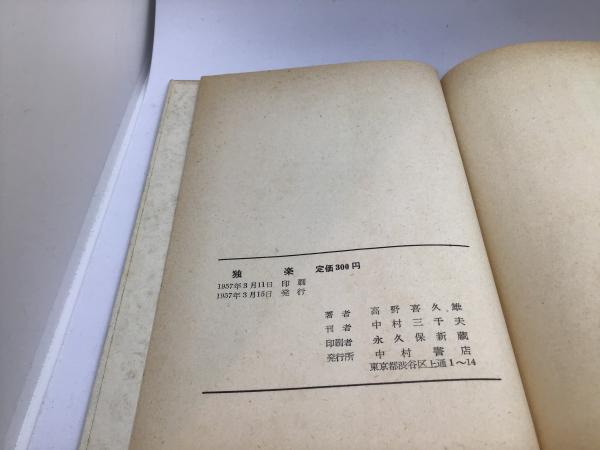 独楽 定価300円
1957年3月11日 印刷
1957年3月15日 発行
著者 高野喜久雄
刊者 中村三千夫
印刷者 永久保新蔵
発行所 中村書店
東京都渋谷区上通1〜14